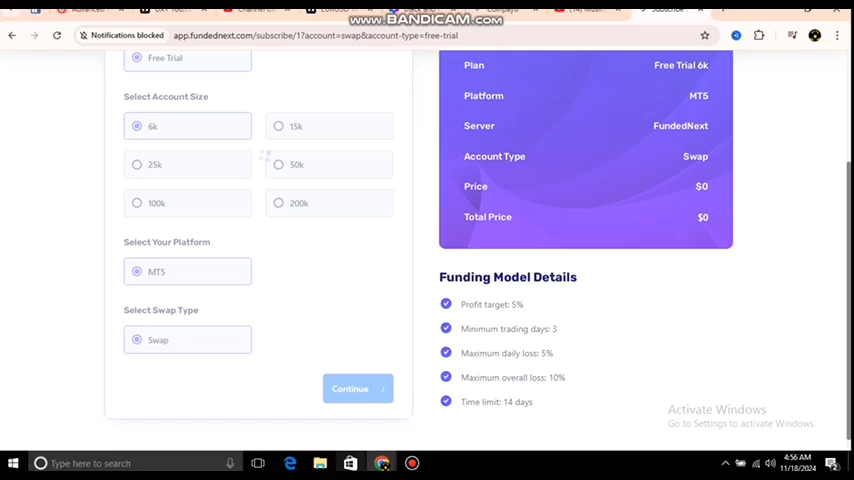 www.BANDICAM.com
Notifications blocked
app.fundednext.com/subscribe/1?account=swap&account-type=free-trial
Free Trial
Select Account Size
6k
15k
25k
50k
100k
200k
Select Your Platform
MT5
Select Swap Type
Swap
Continue
Plan Free Trial 6k
Platform MT5
Server FundedNext
Account Type Swap
Price $0
Total Price $0
Funding Model Details
Profit target: 5%
Minimum trading days: 3
Maximum daily loss: 5%
Maximum overall loss: 10%
Time limit: 14 days
Activate Windows
Go to Settings to activate Windows.
Type here to search
4:56 AM
11/18/2024